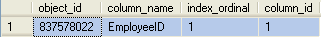 object_id column_name index_ordinal column_id
1 837578022 EmployeeID 1 1